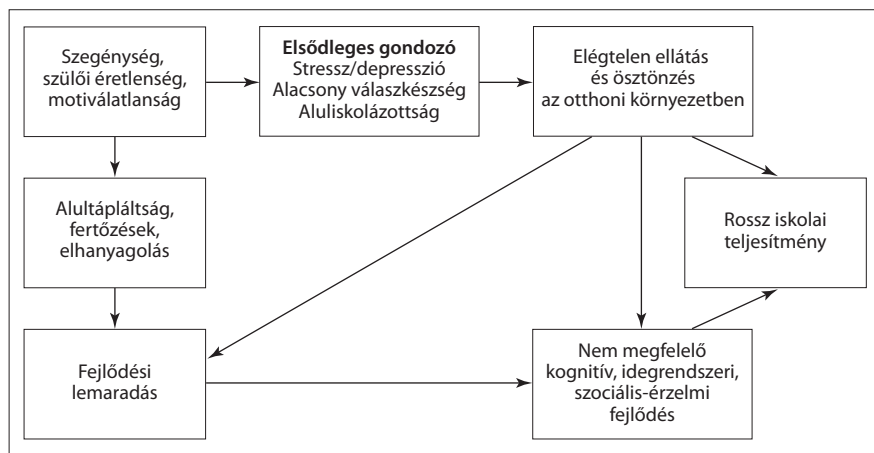 Szegénység,
szülői éretlenség,
motiválatlanság
Elsődleges gondozó
Stressz/depresszió
Alacsony válaszkészség
Aluliskolázottság
Elégtelen ellátás
és ösztönzés
az otthoni környezetben
Alultápláltság,
fertőzések,
elhanyagolás
Rossz iskolai
teljesítmény
Fejlődési
lemaradás
Nem megfelelő
kognitív, idegrendszeri,
szociális-érzelmi
fejlődés